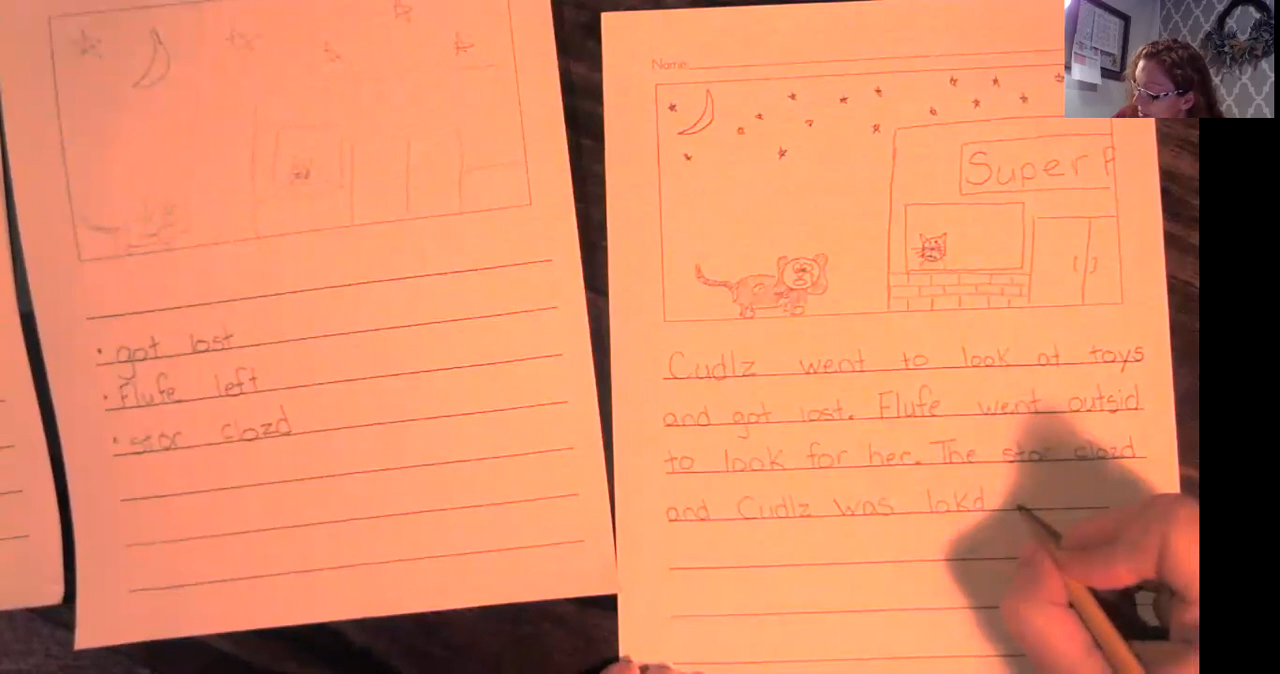 • got lost
• Flufe left
• stor clozd
Name
Super P
Cudlz went to look at toys
and got lost. Flufe went outsid
to look for her. The stor clozd
and Cudlz was lokd